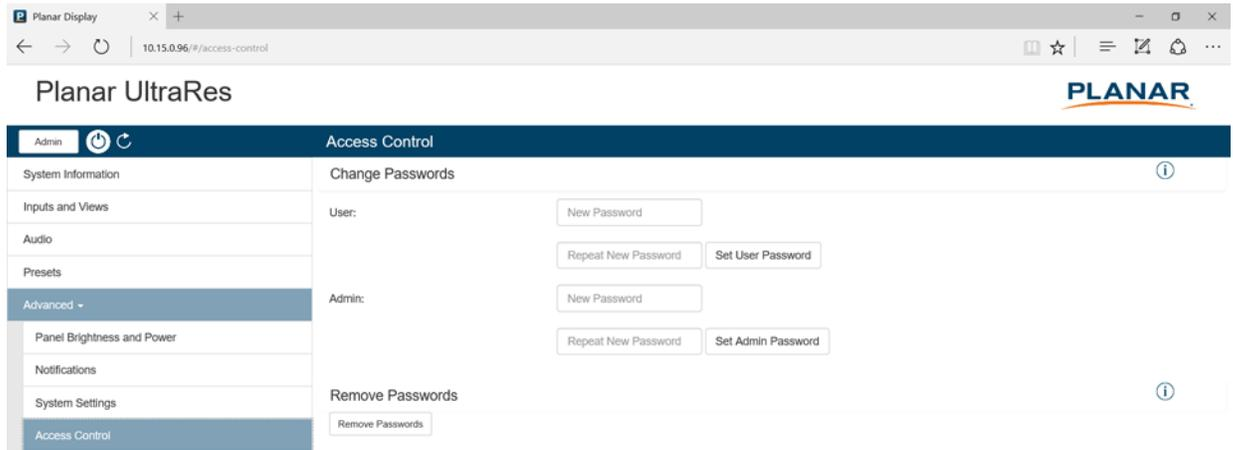 Planar Display
10.15.0.96/#/access-control
Planar UltraRes
PLANAR
Admin
Access Control
System Information
Inputs and Views
Audio
Presets
Advanced
Panel Brightness and Power
Notifications
System Settings
Access Control
Change Passwords
User:
New Password
Repeat New Password Set User Password
Admin:
New Password
Repeat New Password Set Admin Password
Remove Passwords
Remove Passwords